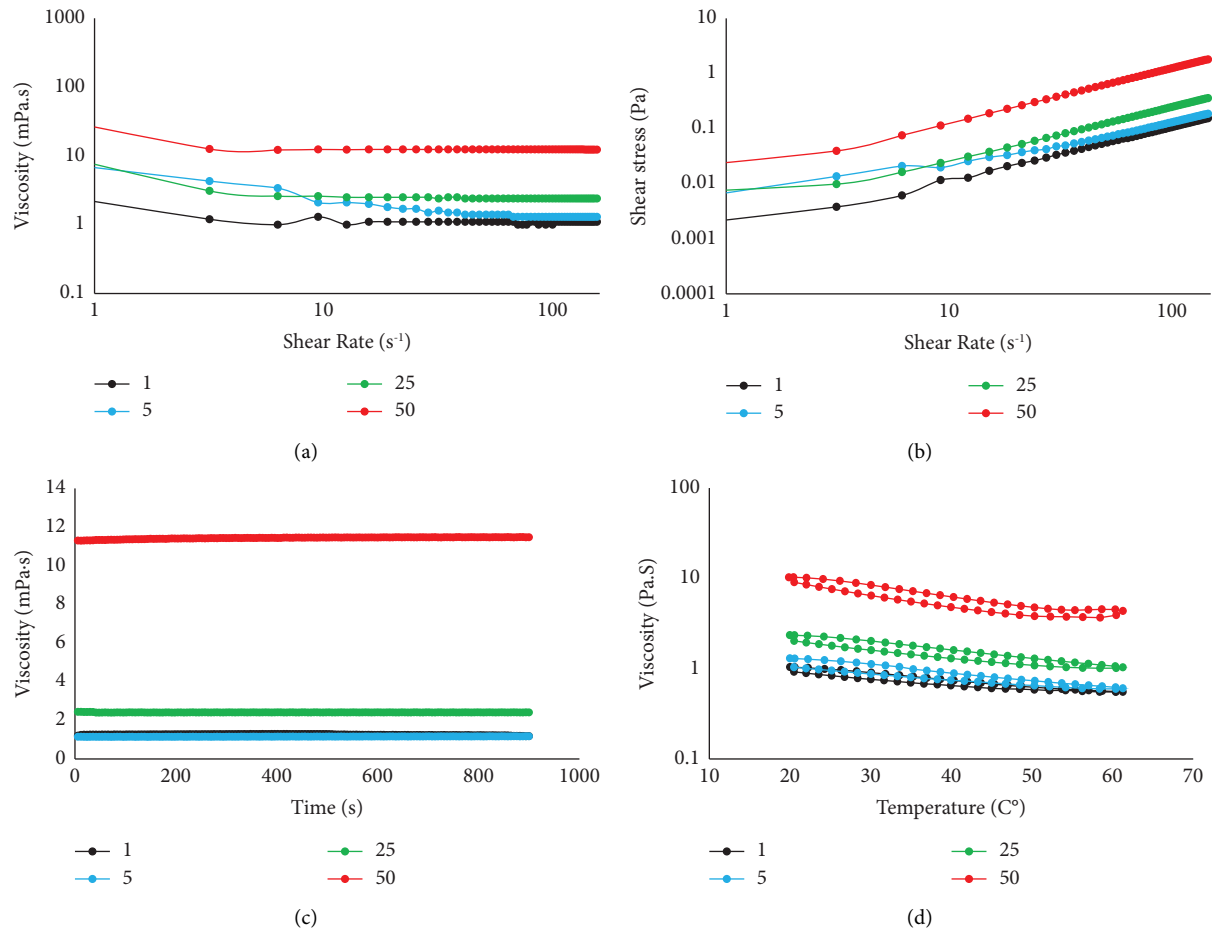 1000
100
10
1
0.1
Viscosity (mPa.s)
1 10 100
Shear Rate (s⁻¹)
1 25
5 50
(a)
10
1
0.1
0.01
0.001
0.0001
Shear stress (Pa)
1 10 100
Shear Rate (s⁻¹)
1 25
5 50
(b)
14
12
10
8
6
4
2
0
Viscosity (mPa·s)
0 200 400 600 800 1000
Time (s)
1 25
5 50
(c)
100
10
1
0.1
Viscosity (Pa.S)
10 20 30 40 50 60 70
Temperature (C°)
1 25
5 50
(d)